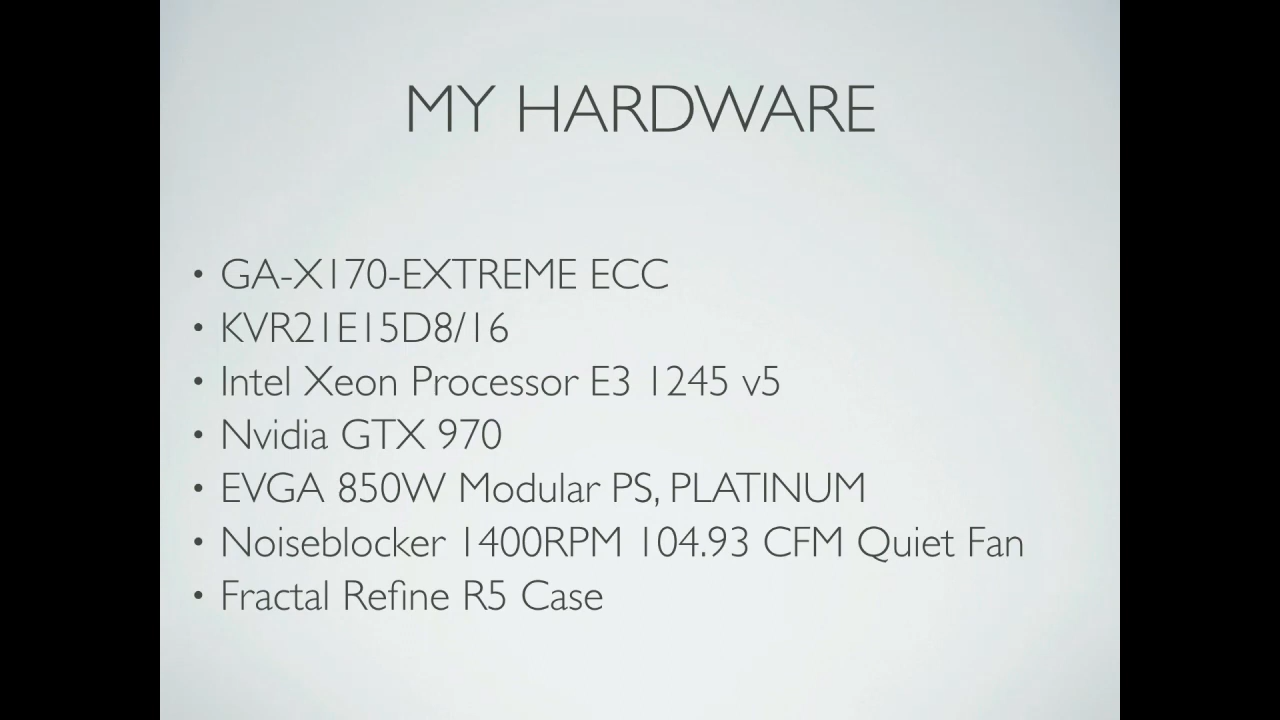 MY HARDWARE
• GA-X170-EXTREME ECC
• KVR21E15D8/16
• Intel Xeon Processor E3 1245 v5
• Nvidia GTX 970
• EVGA 850W Modular PS, PLATINUM
• Noiseblocker 1400RPM 104.93 CFM Quiet Fan
• Fractal Refine R5 Case